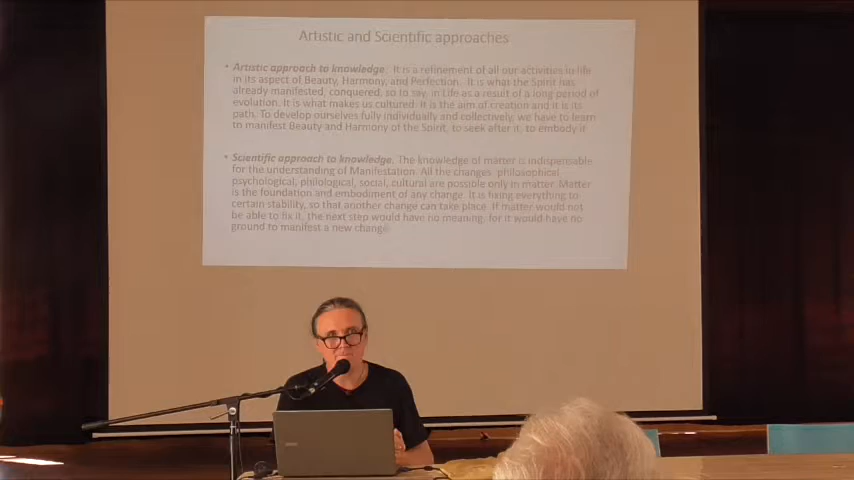 Artistic and Scientific approaches
• Artistic approach to knowledge. It is a refinement of all our activities in life
in its aspect of Beauty, Harmony, and Perfection. It is what the Spirit has
already manifested, conquered, so to say, in Life as a result of a long period of
evolution. It is what makes us cultured. It is the aim of creation and it is its
path. To develop ourselves fully individually and collectively, we have to learn
to manifest Beauty and Harmony of the Spirit, to seek after it, to embody it
• Scientific approach to knowledge. The knowledge of matter is indispensable
for the understanding of Manifestation. All the changes philosophical,
psychological, philological, social, cultural are possible only in matter. Matter
is the foundation and embodiment of any change. It is fixing everything to
certain stability, so that another change can take place. If matter would not
be able to fix it, the next step would have no meaning, for it would have no
ground to manifest a new change